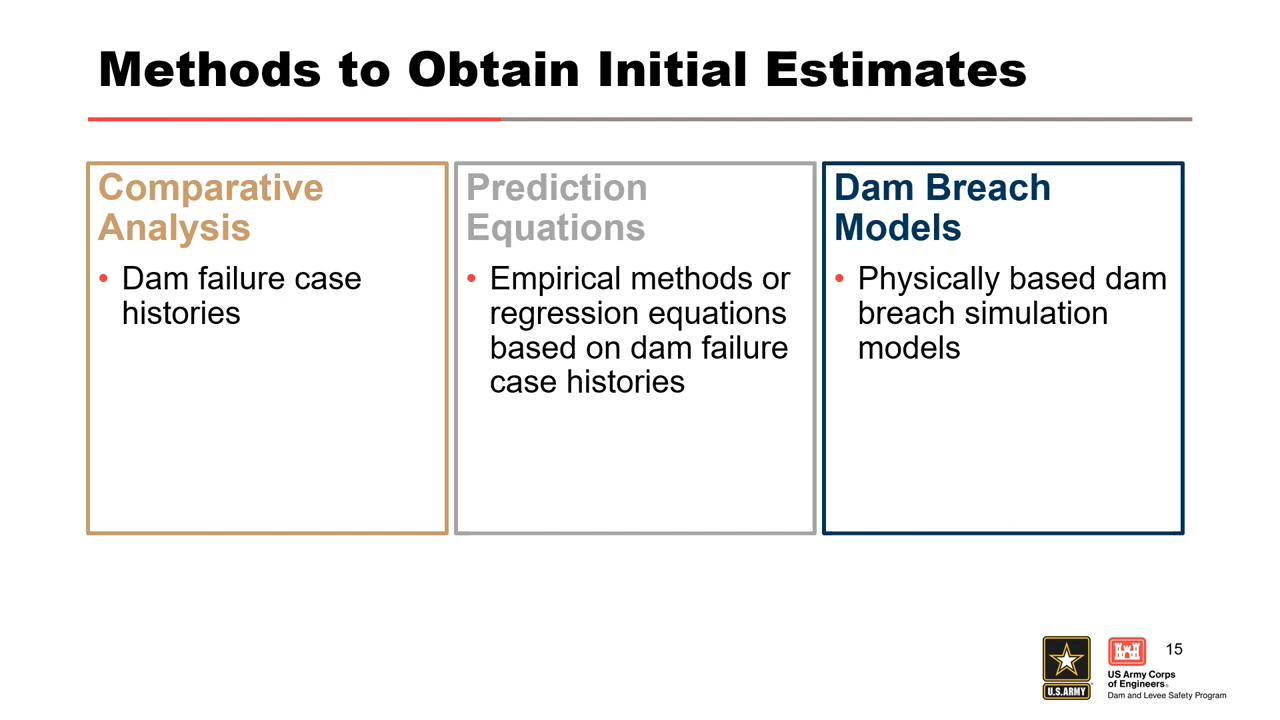 Methods to Obtain Initial Estimates
Comparative
Analysis
• Dam failure case
histories
Prediction
Equations
• Empirical methods or
regression equations
based on dam failure
case histories
Dam Breach
Models
• Physically based dam
breach simulation
models
U.S.ARMY
US Army Corps
of Engineers®
Dam and Levee Safety Program
15